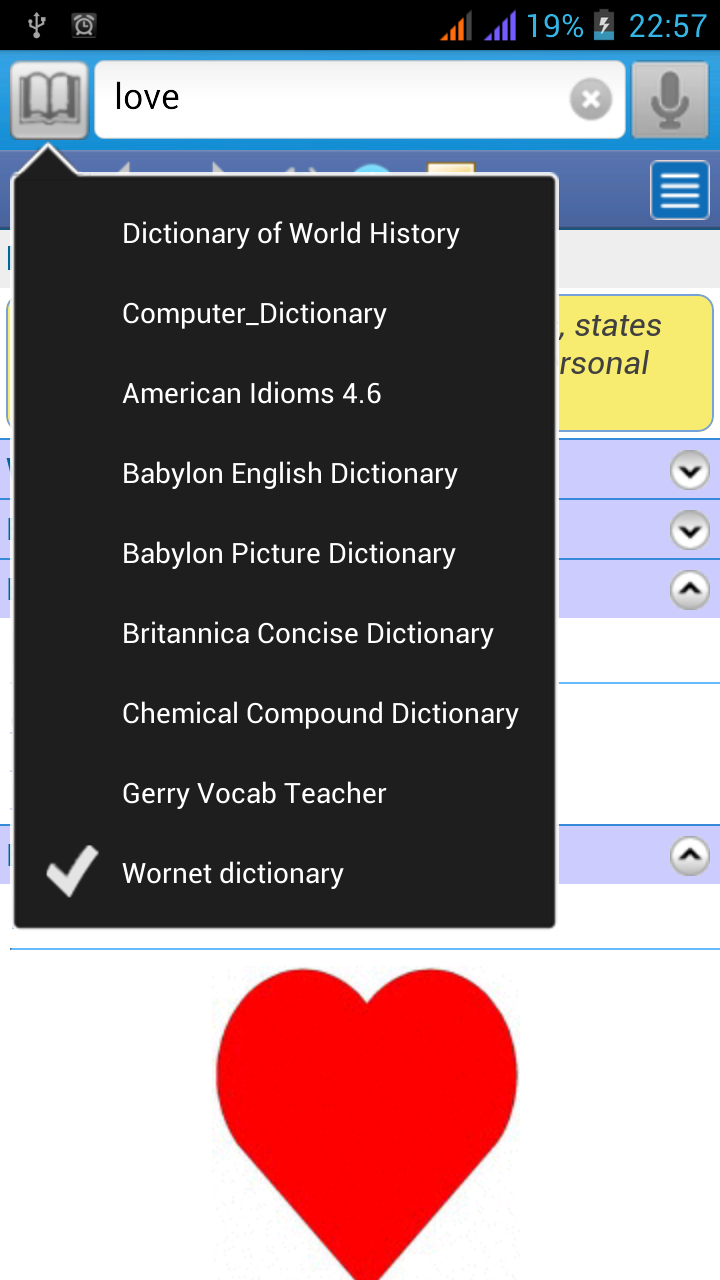 19% 22:57
love
Dictionary of World History
, states
Computer_Dictionary
rsonal
American Idioms 4.6
Babylon English Dictionary
Babylon Picture Dictionary
Britannica Concise Dictionary
Chemical Compound Dictionary
Gerry Vocab Teacher
Wornet dictionary